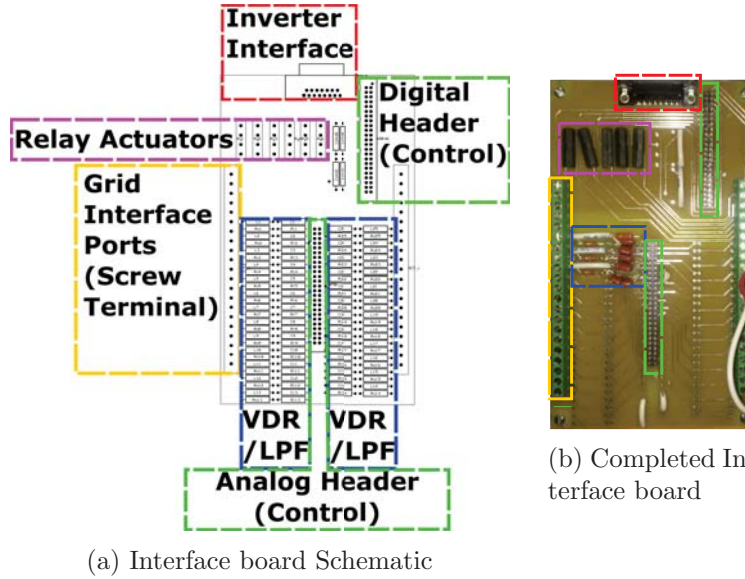 Inverter
Interface
Digital
Header
(Control)
Relay Actuators
Grid
Interface
Ports
(Screw
Terminal)
VDR
/LPF
VDR
/LPF
Analog Header
(Control)
(a) Interface board Schematic
(b) Completed In
terface board